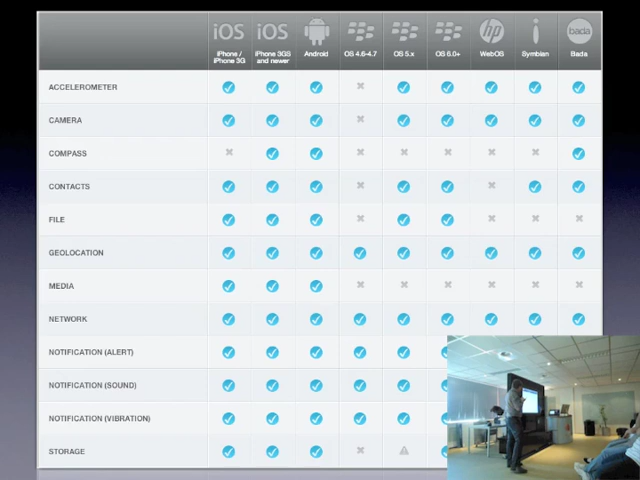 iOS iOS hp bada
iPhone / iPhone 3G iPhone 3GS and newer Android OS 4.6-4.7 OS 5.x OS 6.0+ WebOS Symbian Bada
ACCELEROMETER
CAMERA
COMPASS
CONTACTS
FILE
GEOLOCATION
MEDIA
NETWORK
NOTIFICATION (ALERT)
NOTIFICATION (SOUND)
NOTIFICATION (VIBRATION)
STORAGE